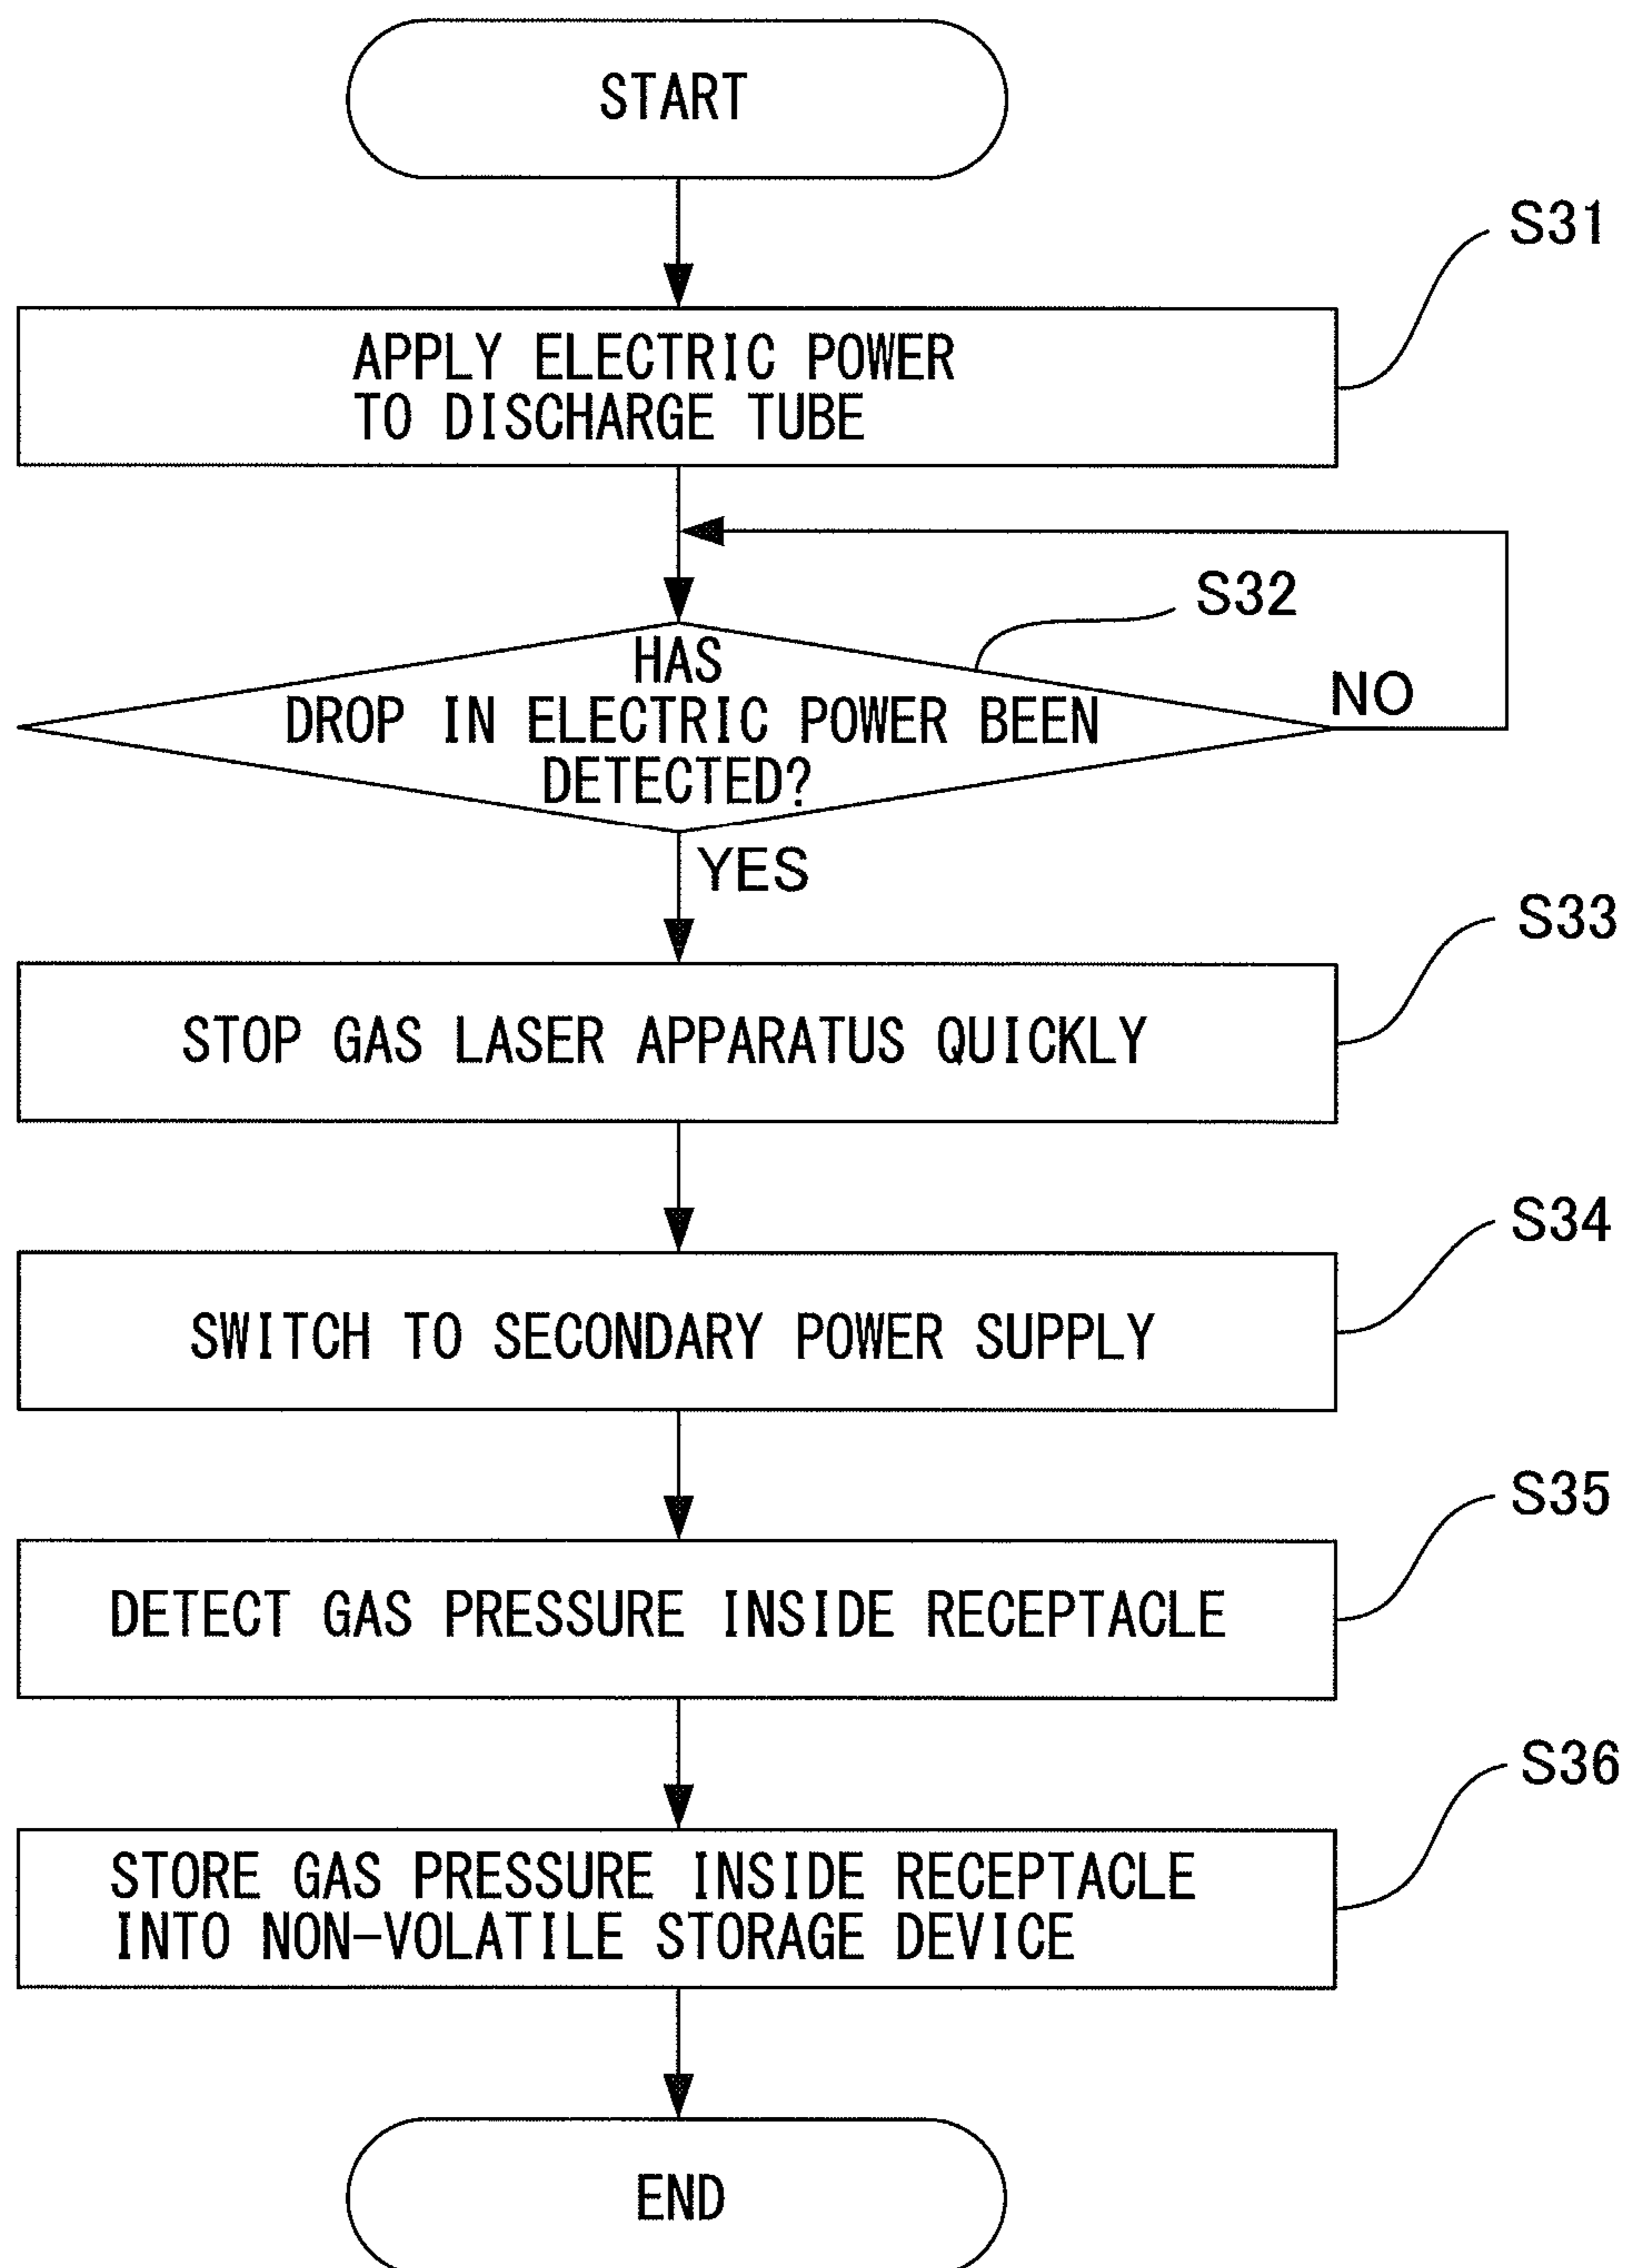 START
S31
APPLY ELECTRIC POWER
TO DISCHARGE TUBE
S32
HAS
DROP IN ELECTRIC POWER BEEN
DETECTED?
NO
YES
S33
STOP GAS LASER APPARATUS QUICKLY
S34
SWITCH TO SECONDARY POWER SUPPLY
S35
DETECT GAS PRESSURE INSIDE RECEPTACLE
S36
STORE GAS PRESSURE INSIDE RECEPTACLE
INTO NON-VOLATILE STORAGE DEVICE
END